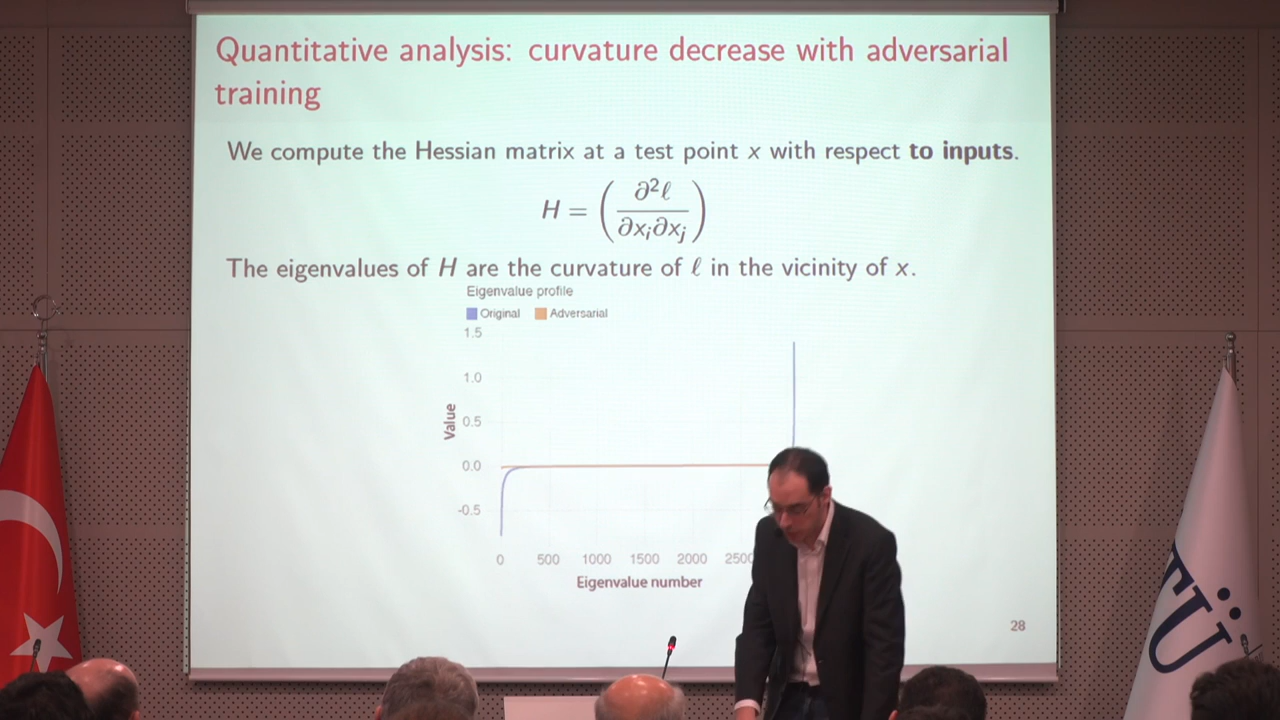 Quantitative analysis: curvature decrease with adversarial
training
We compute the Hessian matrix at a test point x with respect to inputs.
H = ( ∂²ℓ / ∂xᵢ∂xⱼ )
The eigenvalues of H are the curvature of ℓ in the vicinity of x.
Eigenvalue profile
Original Adversarial
1.5
1.0
0.5
0.0
-0.5
Value
0 500 1000 1500 2000 2500
Eigenvalue number
28
TÜ